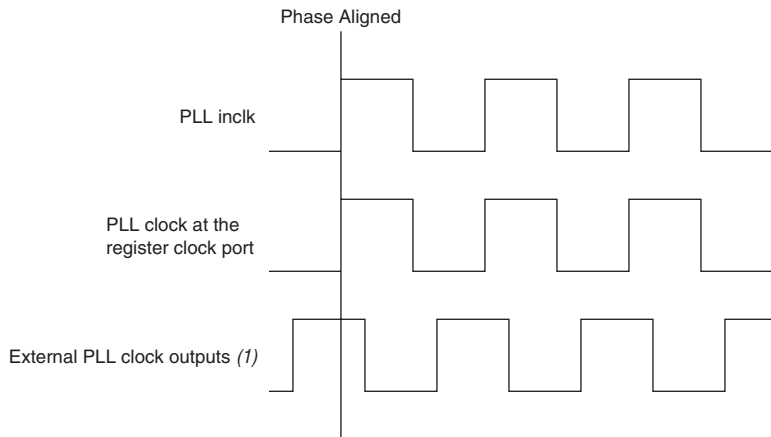 Phase Aligned
PLL inclk
PLL clock at the
register clock port
External PLL clock outputs (1)